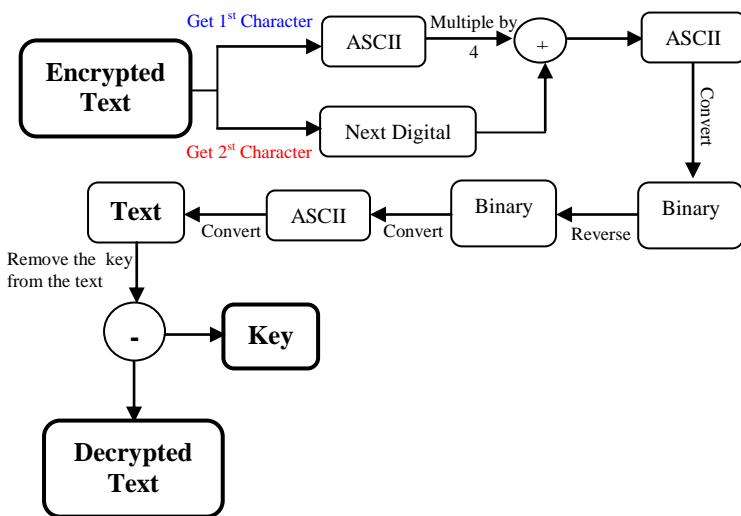 Get 1st Character
ASCII
Multiple by
4
+
ASCII
Encrypted
Text
Convert
Next Digital
Get 2st Character
Text
Convert
ASCII
Convert
Binary
Reverse
Binary
Remove the key
from the text
-
Key
Decrypted
Text